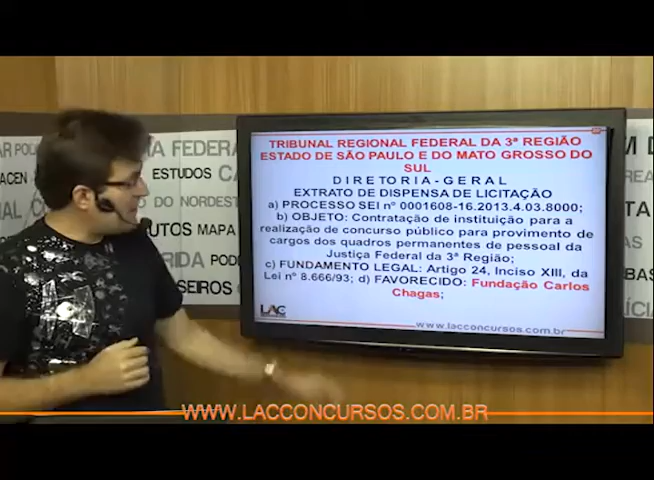 TRIBUNAL REGIONAL FEDERAL DA 3ª REGIÃO
ESTADO DE SÃO PAULO E DO MATO GROSSO DO
SUL
D I R E T O R I A - G E R A L
EXTRATO DE DISPENSA DE LICITAÇÃO
a) PROCESSO SEI nº 0001608-16.2013.4.03.8000;
b) OBJETO: Contratação de instituição para a
realização de concurso público para provimento de
cargos dos quadros permanentes de pessoal da
Justiça Federal da 3ª Região;
c) FUNDAMENTO LEGAL: Artigo 24, Inciso XIII, da
Lei nº 8.666/93; d) FAVORECIDO: Fundação Carlos
Chagas;
LAC
www.lacconcursos.com.br
A FEDERAL
ESTUDOS
DO NORDESTE
MAPA
WWW.LACCONCURSOS.COM.BR